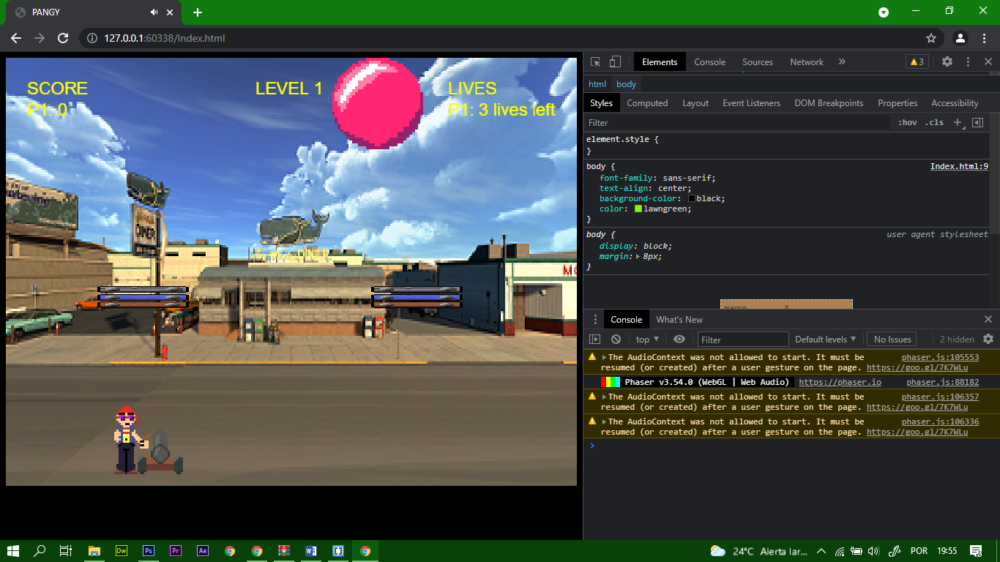 PANGY
127.0.0.1:60338/Index.html
SCORE
P1: 0
LEVEL 1
LIVES
P1: 3 lives left
DINER
Elements
Console
Sources
Network
3
html
body
Styles
Computed
Layout
Event Listeners
DOM Breakpoints
Properties
Accessibility
Filter
:hov
.cls
element.style {
}
body {
Index.html:9
font-family: sans-serif;
text-align: center;
background-color: black;
color: lawngreen;
}
body {
user agent stylesheet
display: block;
margin: 8px;
}
margin
8
Console
What's New
top
Filter
Default levels
No Issues
2 hidden
The AudioContext was not allowed to start. It must be
phaser.js:105553
resumed (or created) after a user gesture on the page. https://goo.gl/7K7WLu
Phaser v3.54.0 (WebGL | Web Audio) https://phaser.io
phaser.js:88182
The AudioContext was not allowed to start. It must be
phaser.js:106357
resumed (or created) after a user gesture on the page. https://goo.gl/7K7WLu
The AudioContext was not allowed to start. It must be
phaser.js:106336
resumed (or created) after a user gesture on the page. https://goo.gl/7K7WLu
Dw
Ps
Pr
Ae
24°C Alerta lar...
POR
19:55